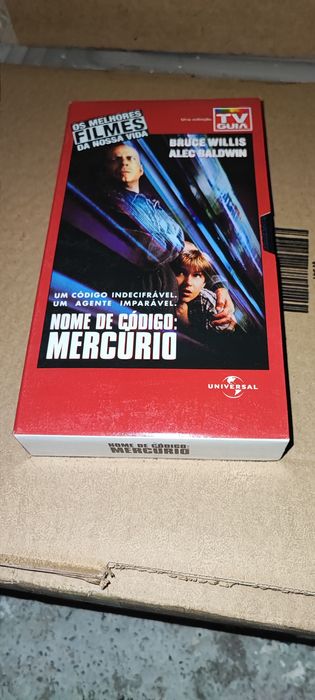 OS MELHORES
FILMES
DA NOSSA VIDA
Uma edição
TV
GUIA
BRUCE WILLIS
ALEC BALDWIN
UM CÓDIGO INDECIFRÁVEL.
UM AGENTE IMPARÁVEL.
NOME DE CÓDIGO:
MERCÚRIO
UNIVERSAL
NOME DE CÓDIGO:
MERCÚRIO